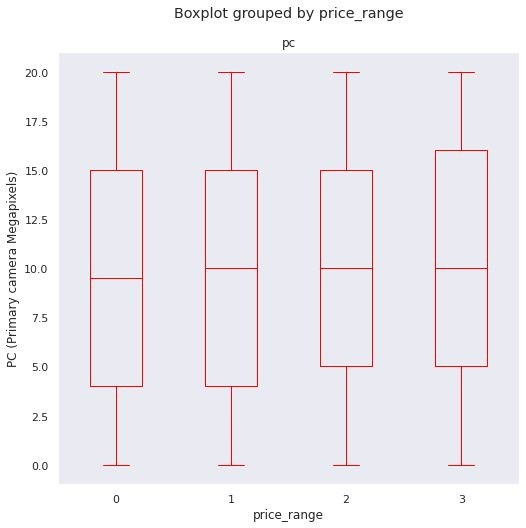 Boxplot grouped by price_range
pc
PC (Primary camera Megapixels)
20.0
17.5
15.0
12.5
10.0
7.5
5.0
2.5
0.0
0 1 2 3
price_range